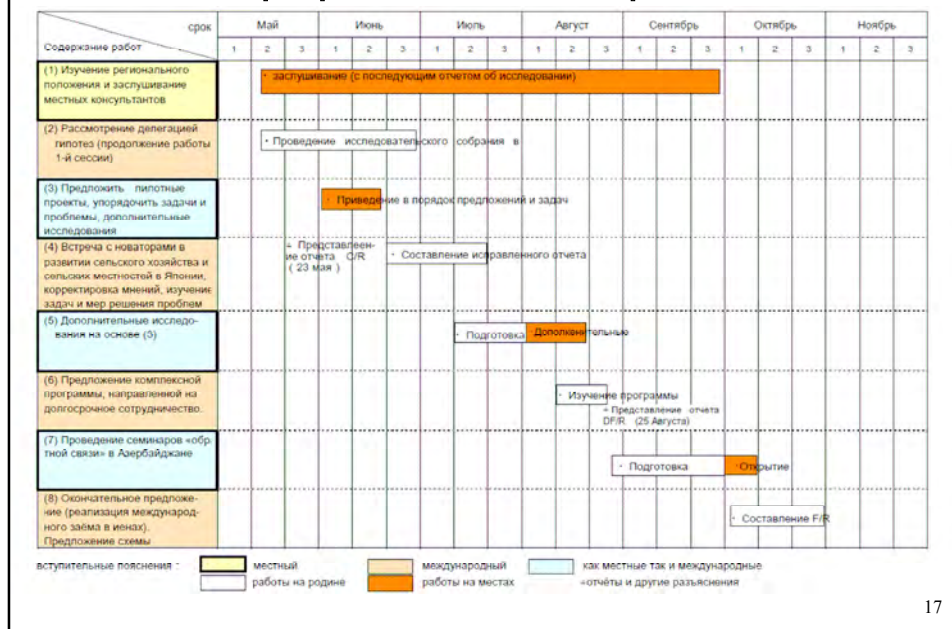 срок
Май Июнь Июль Август Сентябрь Октябрь Ноябрь
Содержание работ
1 2 3 1 2 3 1 2 3 1 2 3 1 2 3 1 2 3 1 2 3
(1) Изучение регионального
положения и заслушивание
местных консультантов
· заслушивание (с последующим отчетом об исследовании)
(2) Рассмотрение делегацией
гипотез (продолжение работы
1-й сессии)
· Проведение исследовательского собрания в
(3) Предложить пилотные
проекты, упорядочить задачи и
проблемы, дополнительные
исследования
· Приведение в порядок предложений и задач
(4) Встреча с новаторами в
развитии сельского хозяйства и
сельских местностей в Японии,
корректировка мнений, изучение
задач и мер решения проблем
÷ Представлеен-
ие отчета C/R
( 23 мая )
· Составление исправленного отчета
(5) Дополнительные исследо-
вания на основе (3)
· Подготовка
·Дополкенительные
(6) Предложение комплексной
программы, направленной на
долгосрочное сотрудничество.
· Изучение программы
÷ Представление отчета
DF/R (25 Августа)
(7) Проведение семинаров «обр
тной связи» в Азербайджане
· Подготовка
·Открытие
(8) Окончательное предложе-
ние (реализация международ-
ного заёма в иенах).
Предложение схемы
· Составление F/R
вступительные пояснения : местный международный как местные так и международные
работы на родине работы на местах ÷отчёты и другие разъяснения
17